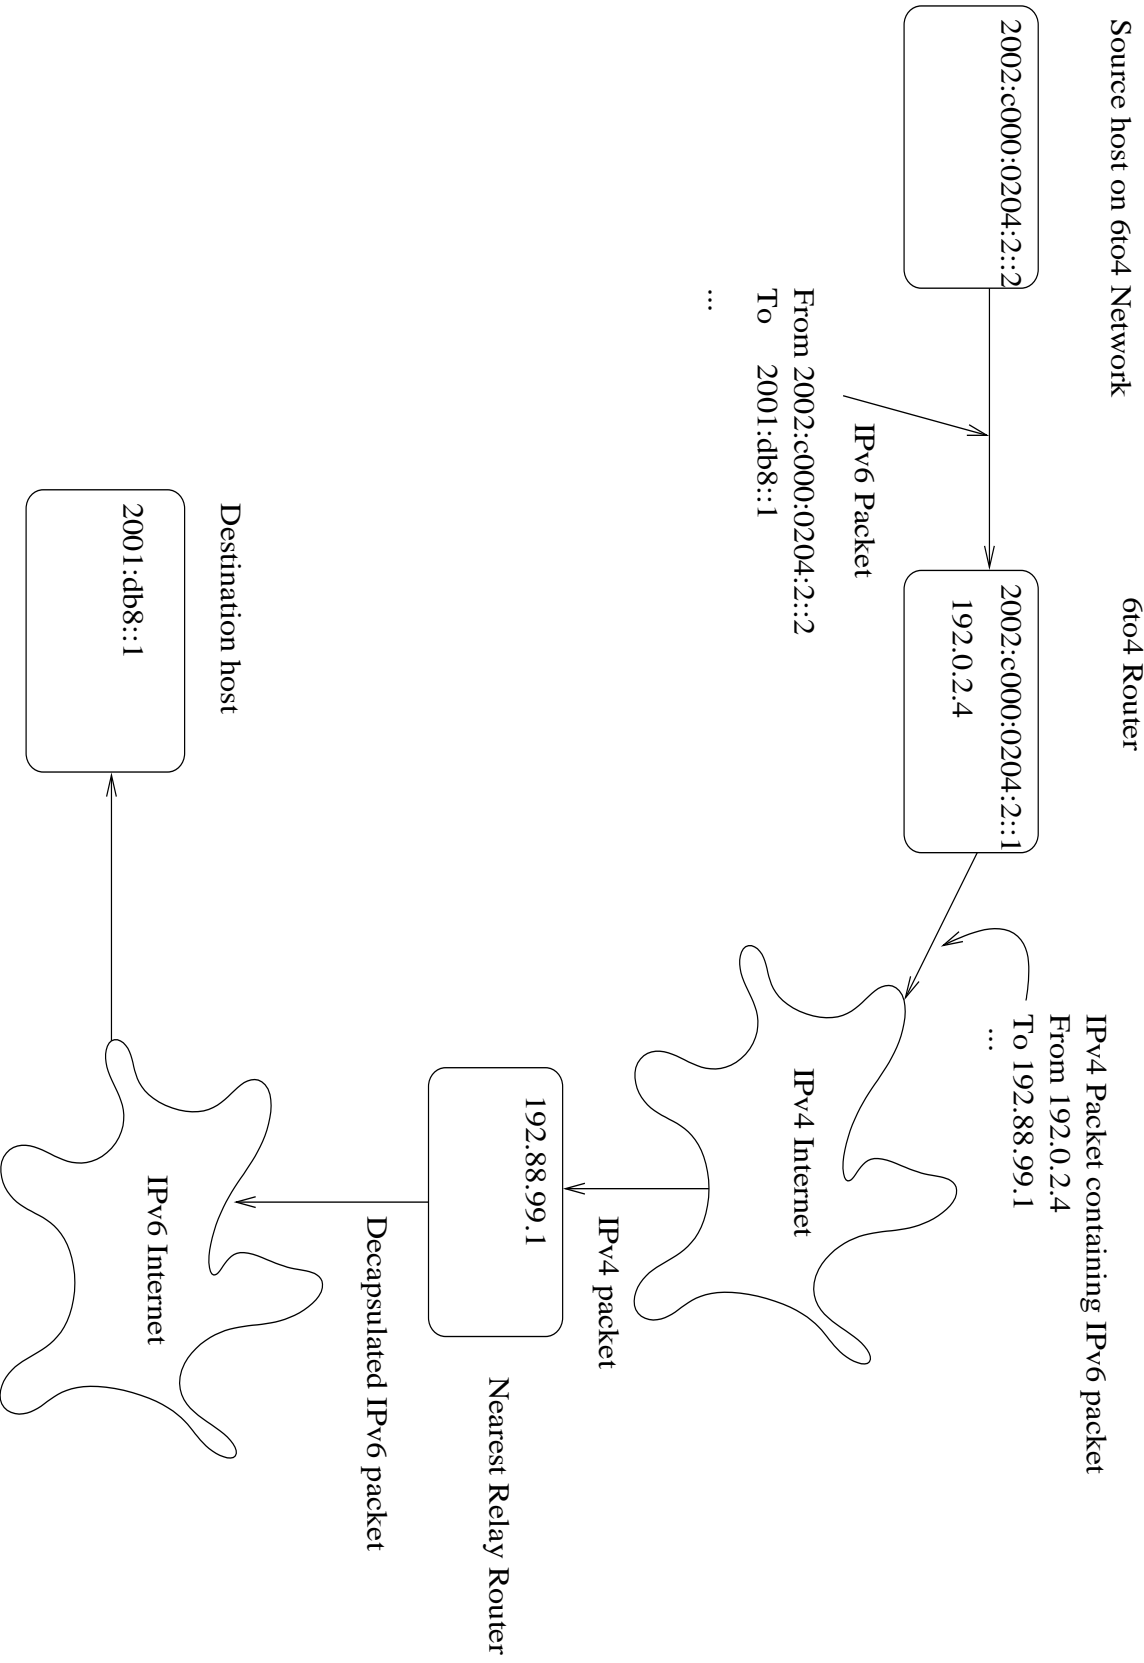 Source host on 6to4 Network
6to4 Router
2002:c000:0204:2::2
2002:c000:0204:2::1
192.0.2.4
IPv4 Packet containing IPv6 packet
From 192.0.2.4
To 192.88.99.1
...
IPv6 Packet
From 2002:c000:0204:2::2
To 2001:db8::1
...
IPv4 Internet
IPv4 packet
192.88.99.1
Nearest Relay Router
Decapsulated IPv6 packet
Destination host
2001:db8::1
IPv6 Internet